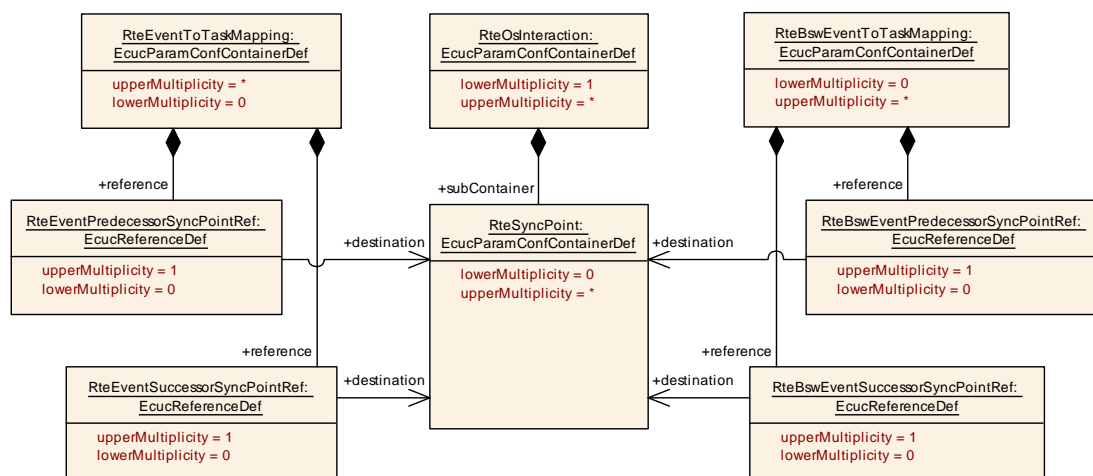 RteEventToTaskMapping:
EcucParamConfContainerDef
upperMultiplicity = *
lowerMultiplicity = 0
RteOsInteraction:
EcucParamConfContainerDef
lowerMultiplicity = 1
upperMultiplicity = *
RteBswEventToTaskMapping:
EcucParamConfContainerDef
lowerMultiplicity = 0
upperMultiplicity = *
+reference
+subContainer
+reference
RteEventPredecessorSyncPointRef:
EcucReferenceDef
upperMultiplicity = 1
lowerMultiplicity = 0
+destination
RteSyncPoint:
EcucParamConfContainerDef
lowerMultiplicity = 0
upperMultiplicity = *
+destination
RteBswEventPredecessorSyncPointRef:
EcucReferenceDef
upperMultiplicity = 1
lowerMultiplicity = 0
+reference
+reference
RteEventSuccessorSyncPointRef:
EcucReferenceDef
upperMultiplicity = 1
lowerMultiplicity = 0
+destination
+destination
RteBswEventSuccessorSyncPointRef:
EcucReferenceDef
upperMultiplicity = 1
lowerMultiplicity = 0